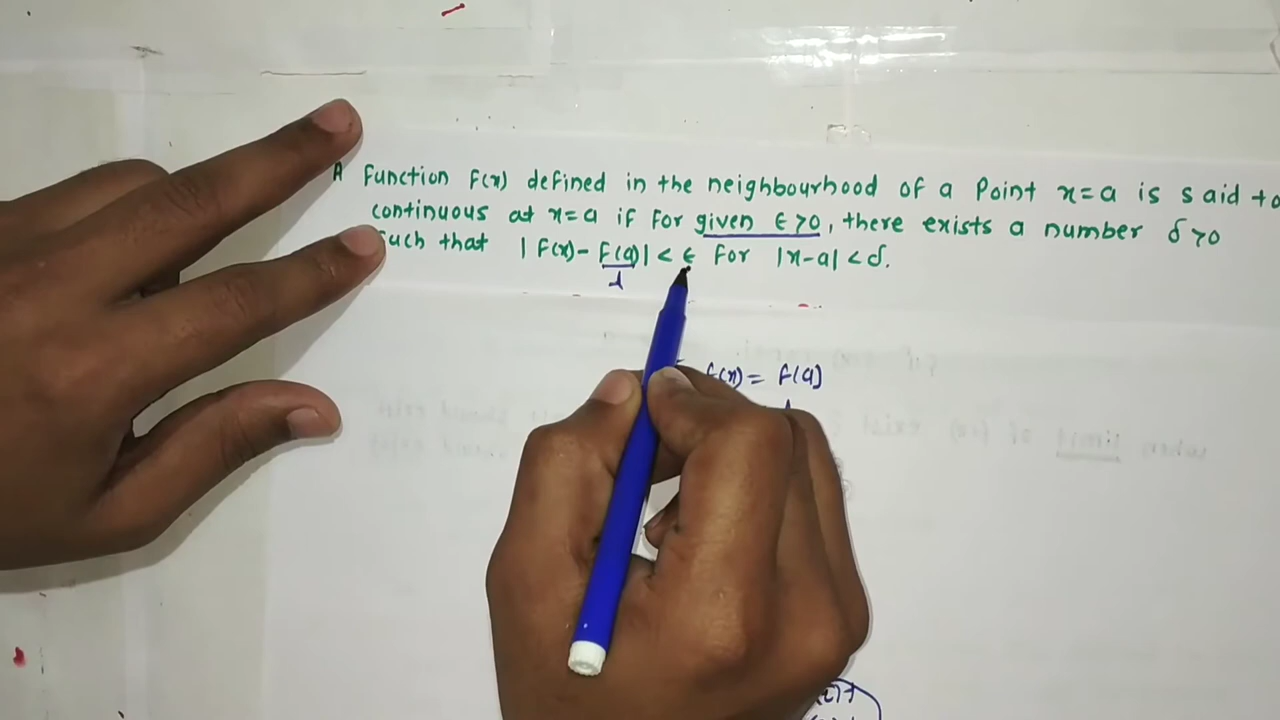 A function f(x) defined in the neighbourhood of a Point x=a is said to
continuous at x=a if for given ε>0, there exists a number δ>0
such that |f(x)-f(a)|<ε for |x-a|<δ.
l
f(x) = f(a)